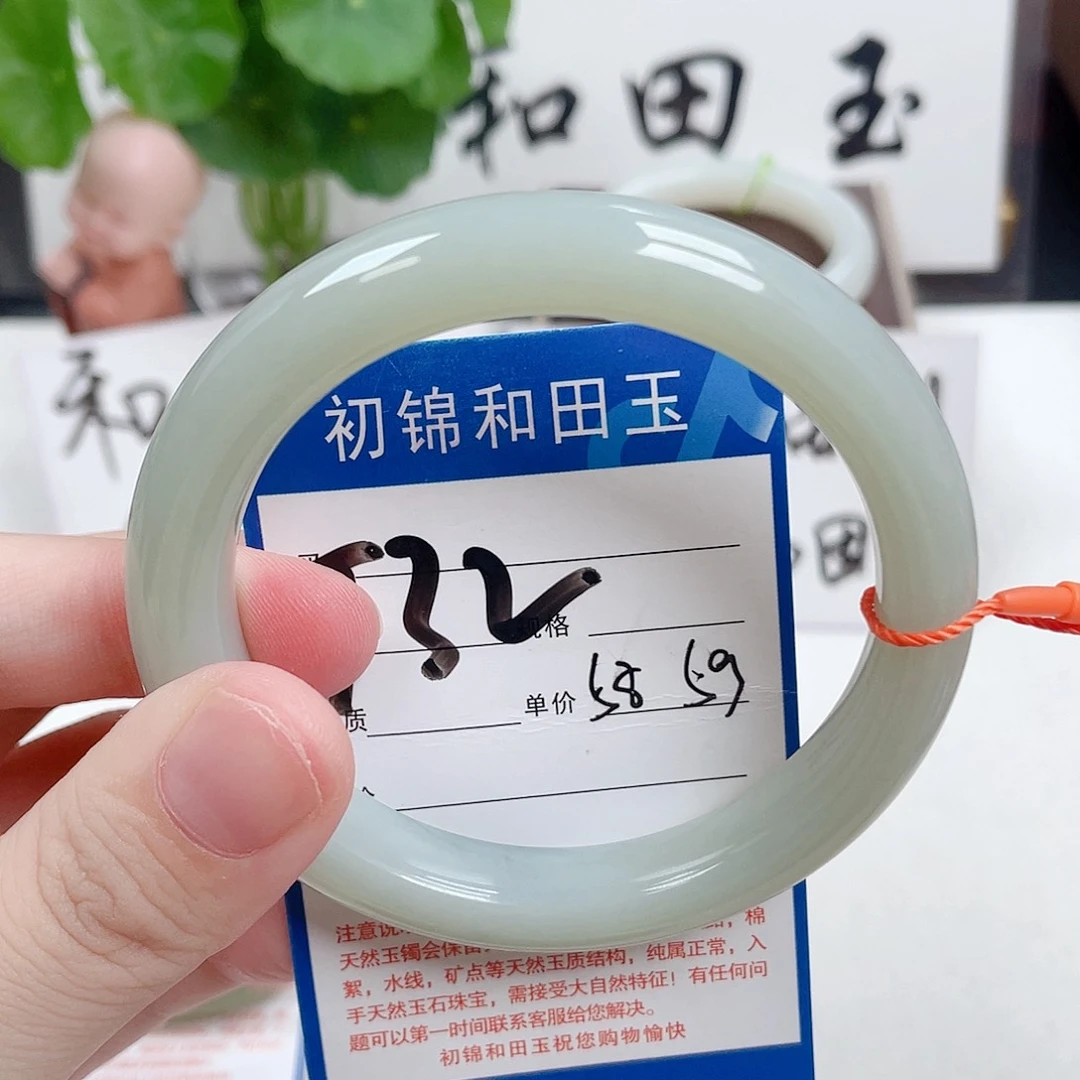 和田玉
和
田
初锦和田玉
132
规格
单价 58 59
质
注意说
棉
天然玉镯会保留
絮，水线，矿点等天然玉质结构，纯属正常，入
手天然玉石珠宝，需接受大自然特征！有任何问
题可以第一时间联系客服给您解决。
初锦和田玉祝您购物愉快